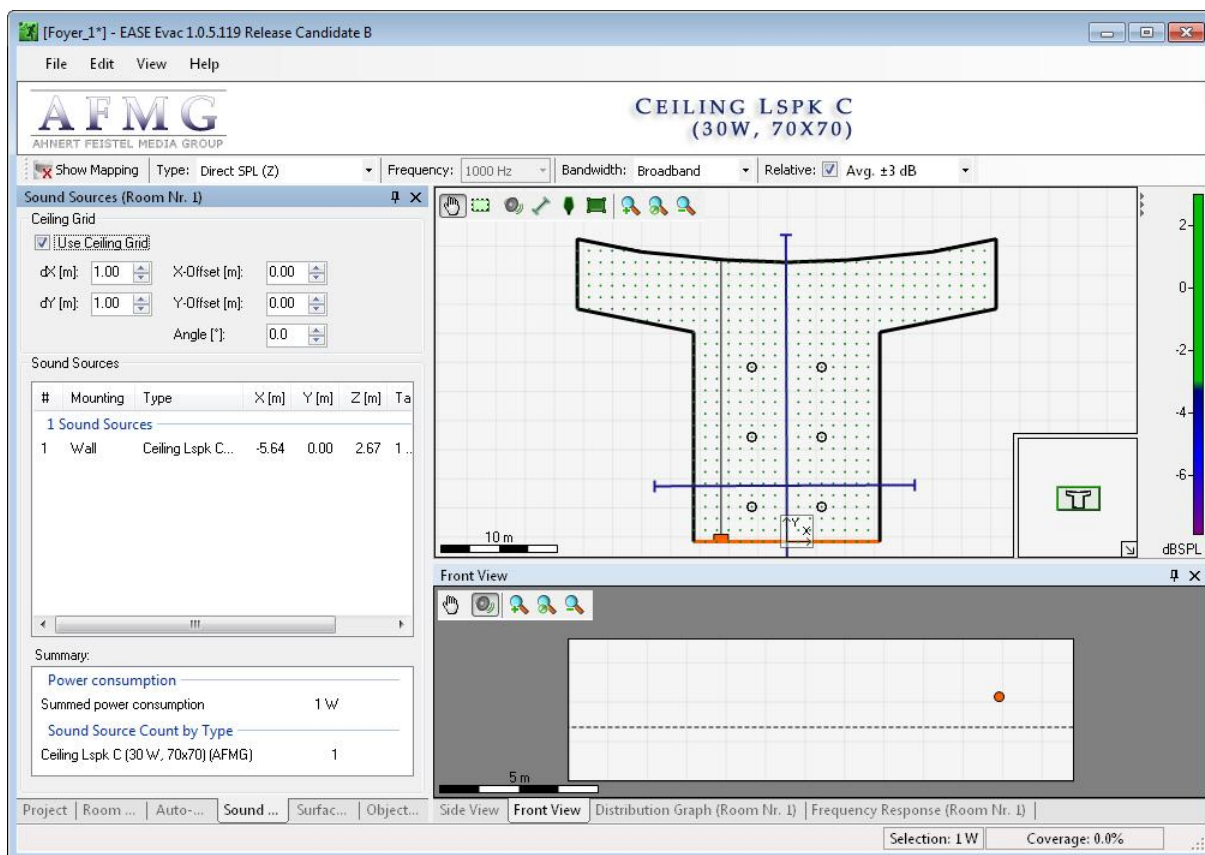 [Foyer_1*] - EASE Evac 1.0.5.119 Release Candidate B
File Edit View Help
AFMG
AHNERT FEISTEL MEDIA GROUP
CEILING LSPK C
(30W, 70X70)
Show Mapping Type: Direct SPL (Z) Frequency: 1000 Hz Bandwidth: Broadband Relative: Avg. ±3 dB
Sound Sources (Room Nr. 1)
Ceiling Grid
Use Ceiling Grid
dX [m]: 1.00 X-Offset [m]: 0.00
dY [m]: 1.00 Y-Offset [m]: 0.00
Angle [°]: 0.0
Sound Sources
# Mounting Type X [m] Y [m] Z [m] Ta
1 Sound Sources
1 Wall Ceiling Lspk C... -5.64 0.00 2.67 1...
Summary:
Power consumption
Summed power consumption 1 W
Sound Source Count by Type
Ceiling Lspk C (30 W, 70x70) (AFMG) 1
Project Room ... Auto-... Sound ... Surfac... Object...
10 m
Y
X
2
0
-2
-4
-6
dBSPL
Front View
5 m
Side View Front View Distribution Graph (Room Nr. 1) Frequency Response (Room Nr. 1)
Selection: 1 W Coverage: 0.0%